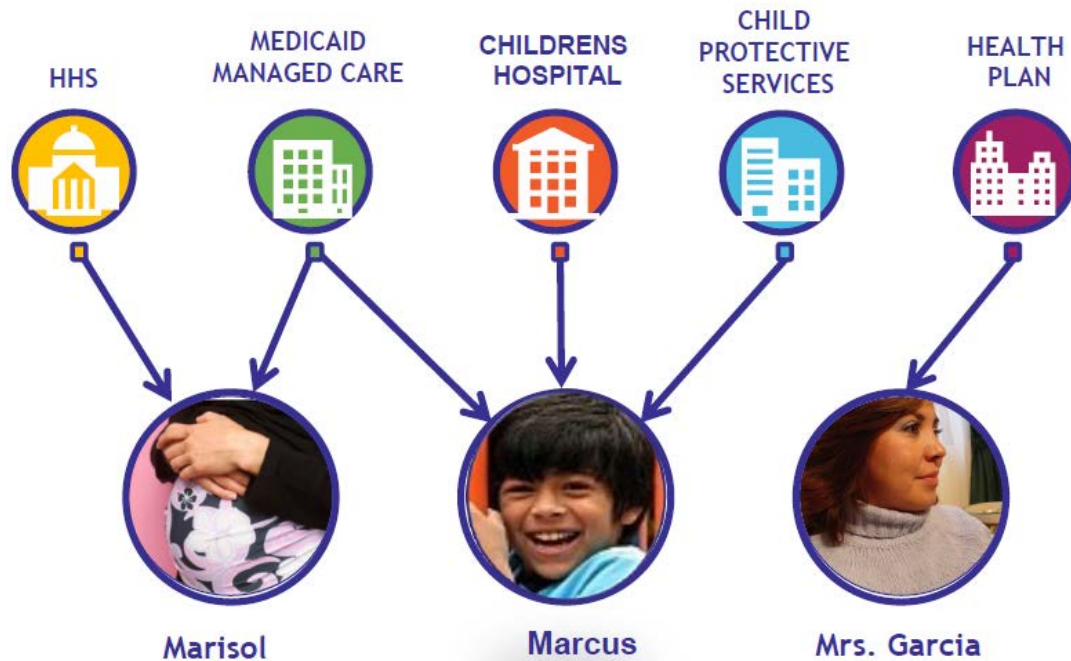 HHS
MEDICAID
MANAGED CARE
CHILDRENS
HOSPITAL
CHILD
PROTECTIVE
SERVICES
HEALTH
PLAN
Marisol
Marcus
Mrs. Garcia